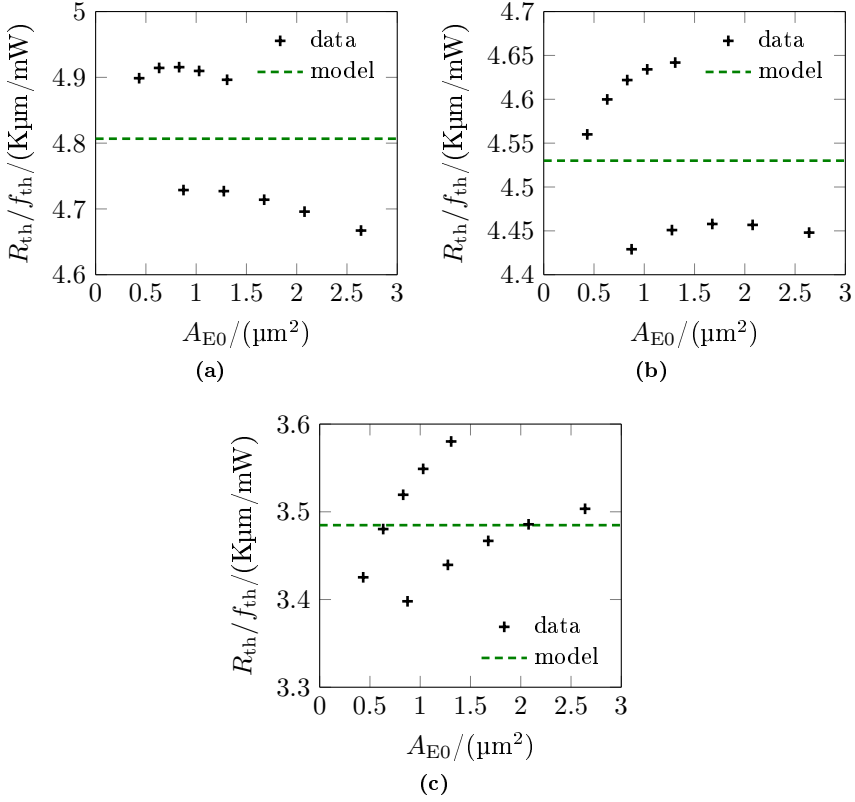 5
4.9
4.8
4.7
4.6
0 0.5 1 1.5 2 2.5 3
R_th/f_th/(Kµm/mW)
A_E0/(µm²)
data
model
(a)
4.7
4.65
4.6
4.55
4.5
4.45
4.4
0 0.5 1 1.5 2 2.5 3
R_th/f_th/(Kµm/mW)
A_E0/(µm²)
data
model
(b)
3.6
3.5
3.4
3.3
0 0.5 1 1.5 2 2.5 3
R_th/f_th/(Kµm/mW)
A_E0/(µm²)
data
model
(c)